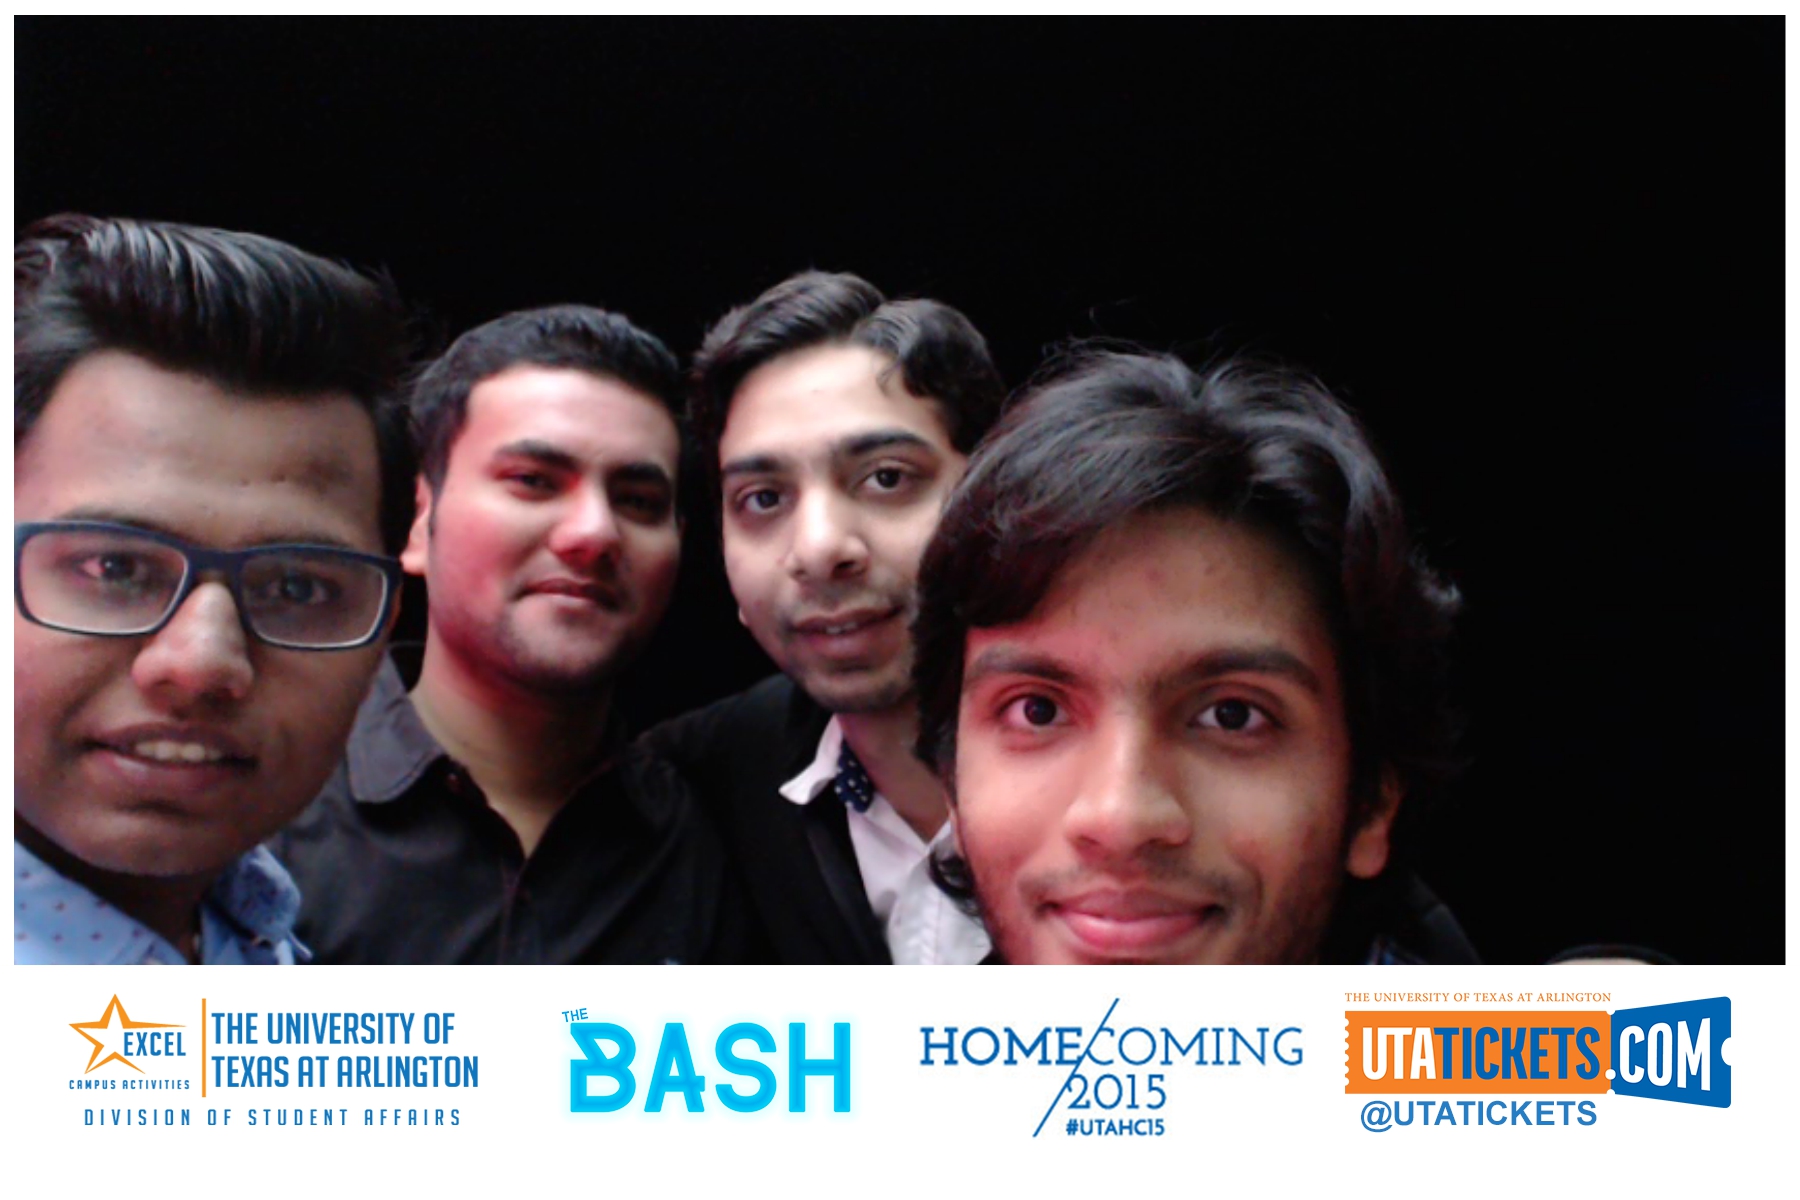 EXCEL
CAMPUS ACTIVITIES
THE UNIVERSITY OF
TEXAS AT ARLINGTON
DIVISION OF STUDENT AFFAIRS
THE
BASH
HOMECOMING
2015
#UTAHC15
THE UNIVERSITY OF TEXAS AT ARLINGTON
UTATICKETS.COM
@UTATICKETS